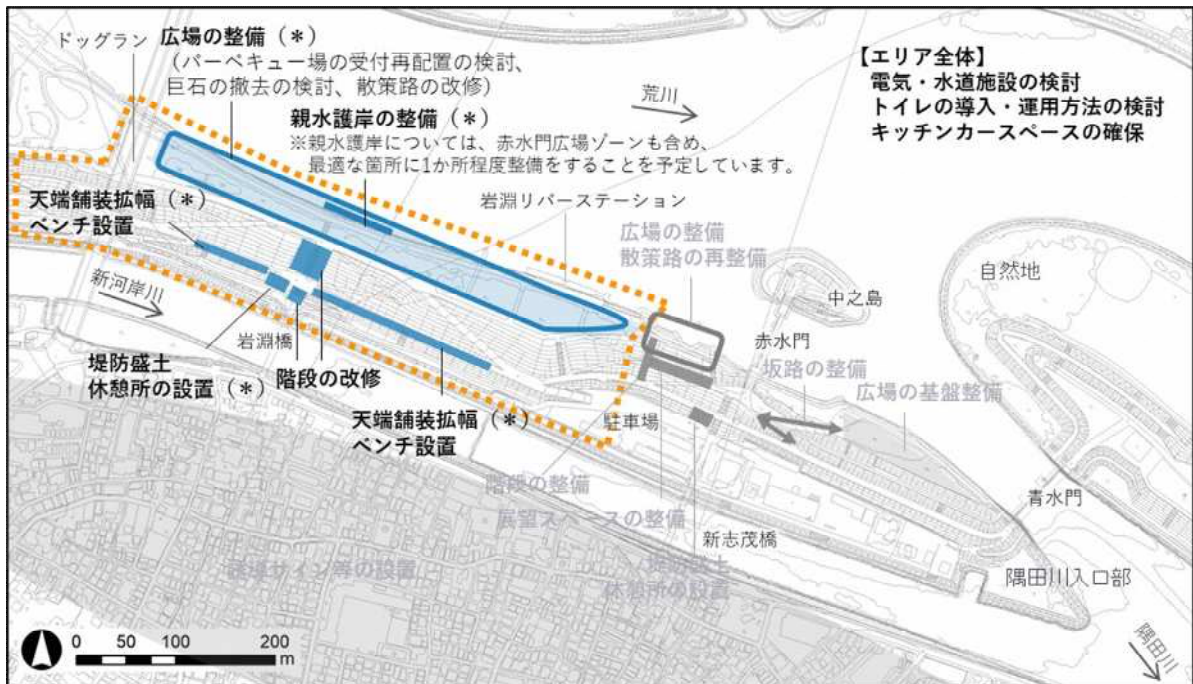 ドッグラン
広場の整備（*）
（バーベキュー場の受付再配置の検討、
巨石の撤去の検討、散策路の改修）
親水護岸の整備（*）
※親水護岸については、赤水門広場ゾーンも含め、
最適な箇所に1か所程度整備をすることを予定しています。
荒川
【エリア全体】
電気・水道施設の検討
トイレの導入・運用方法の検討
キッチンカースペースの確保
天端舗装拡幅（*）
ベンチ設置
岩淵リバーステーション
広場の整備
散策路の再整備
自然地
中之島
新河岸川
岩淵橋
赤水門
坂路の整備
広場の基盤整備
堤防盛土
休憩所の設置（*）
階段の改修
天端舗装拡幅（*）
ベンチ設置
駐車場
階段の整備
展望スペースの整備
新志茂橋
青水門
堤防盛土
休憩所の設置
サイン等の設置
隅田川入口部
隅田川
0 50 100 200
m